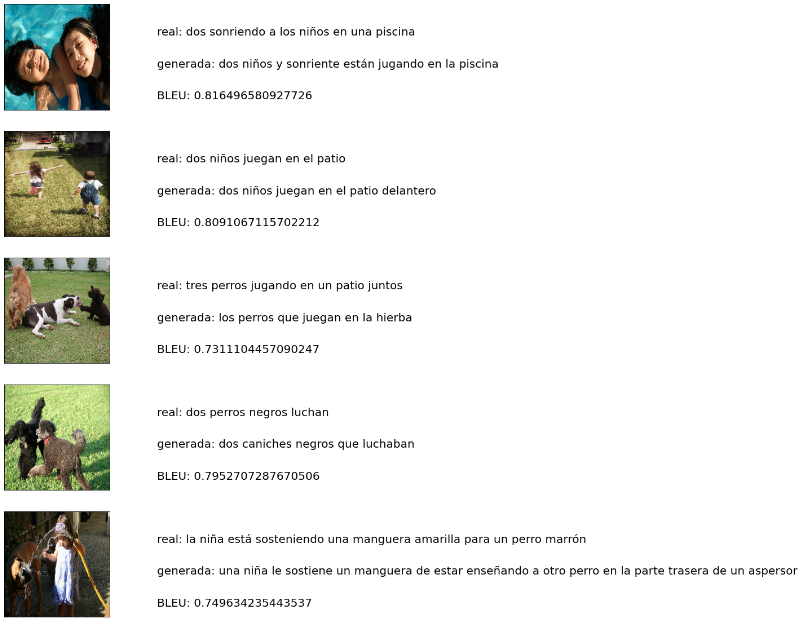 real: dos sonriendo a los niños en una piscina
generada: dos niños y sonriente están jugando en la piscina
BLEU: 0.816496580927726
real: dos niños juegan en el patio
generada: dos niños juegan en el patio delantero
BLEU: 0.8091067115702212
real: tres perros jugando en un patio juntos
generada: los perros que juegan en la hierba
BLEU: 0.7311104457090247
real: dos perros negros luchan
generada: dos caniches negros que luchaban
BLEU: 0.7952707287670506
real: la niña está sosteniendo una manguera amarilla para un perro marrón
generada: una niña le sostiene un manguera de estar enseñando a otro perro en la parte trasera de un aspersor
BLEU: 0.749634235443537